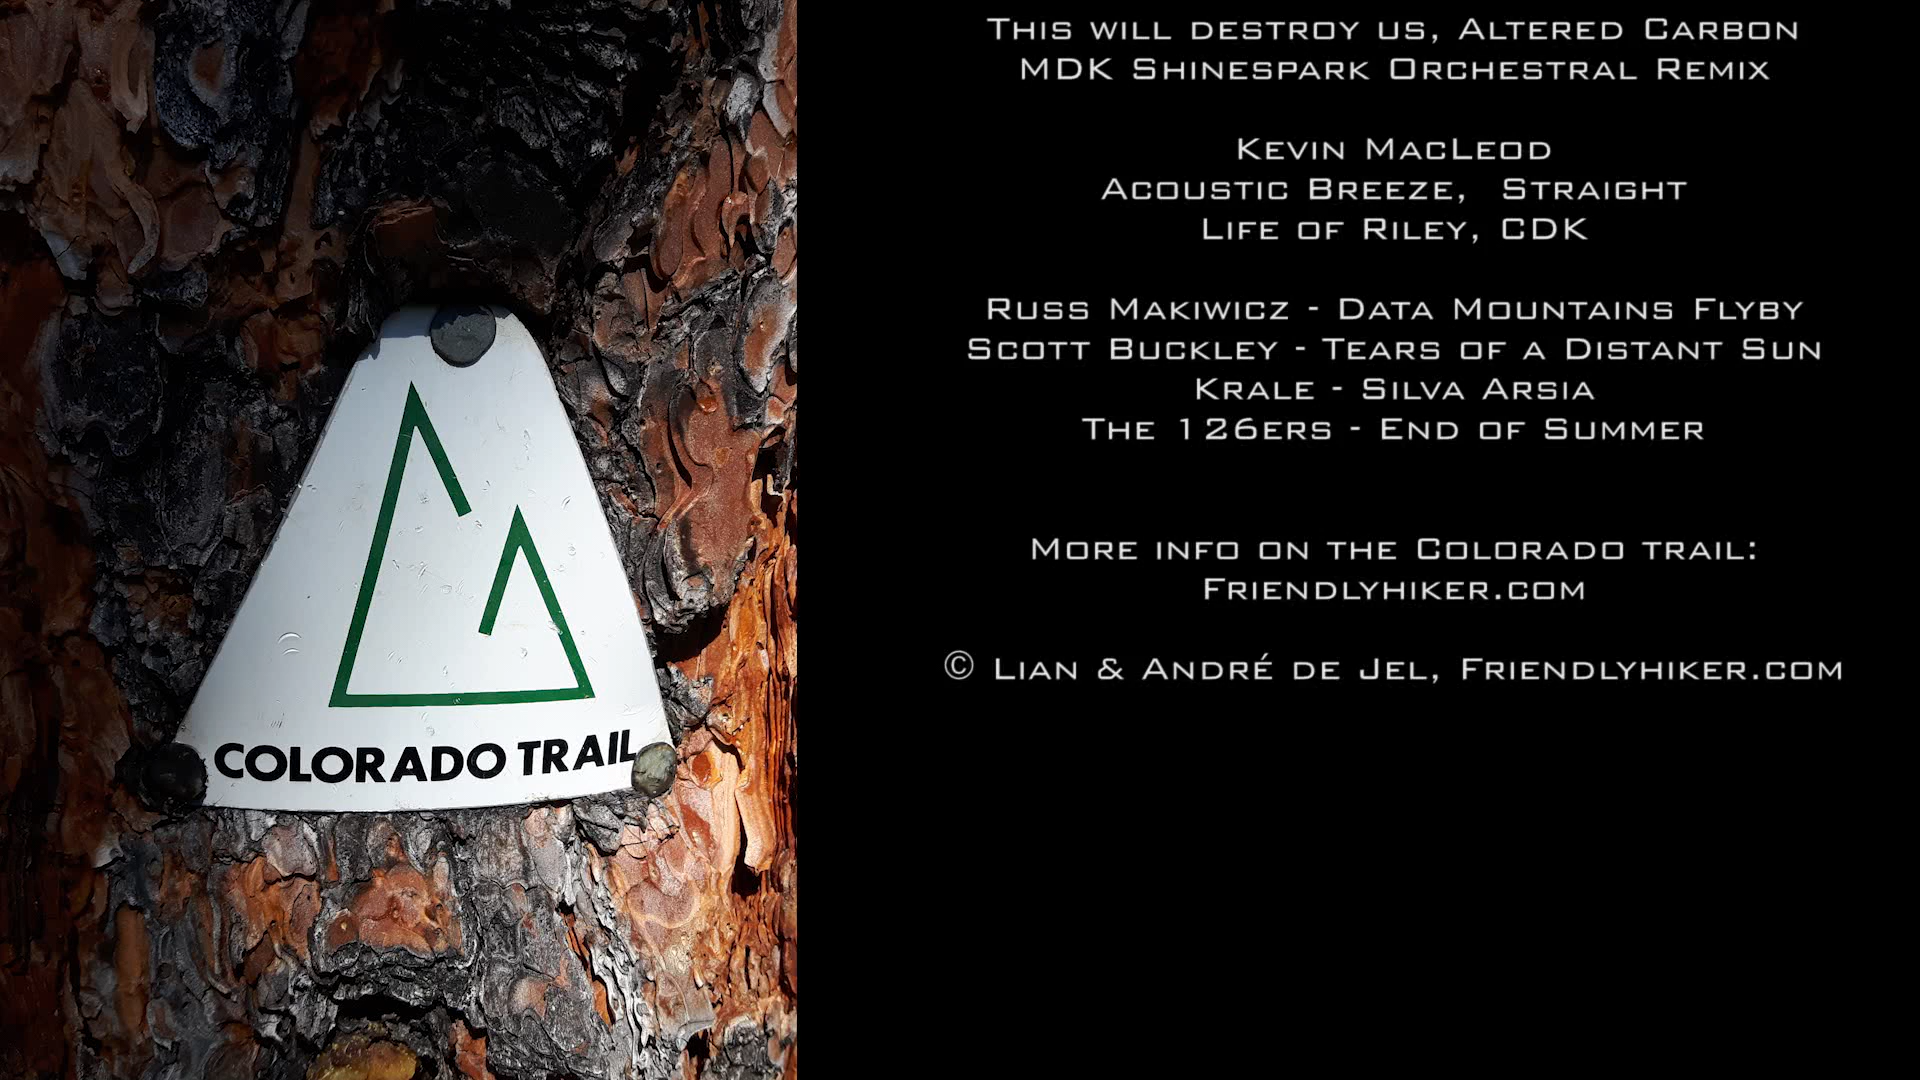 This will destroy us, Altered Carbon
MDK Shinespark Orchestral Remix
Kevin MacLeod
Acoustic Breeze, Straight
Life of Riley, CDK
Russ Makiwicz - Data Mountains Flyby
Scott Buckley - Tears of a Distant Sun
Krale - Silva Arsia
The 126ers - End of Summer
More info on the Colorado trail:
Friendlyhiker.com
© Lian & André de Jel, Friendlyhiker.com
COLORADO TRAIL